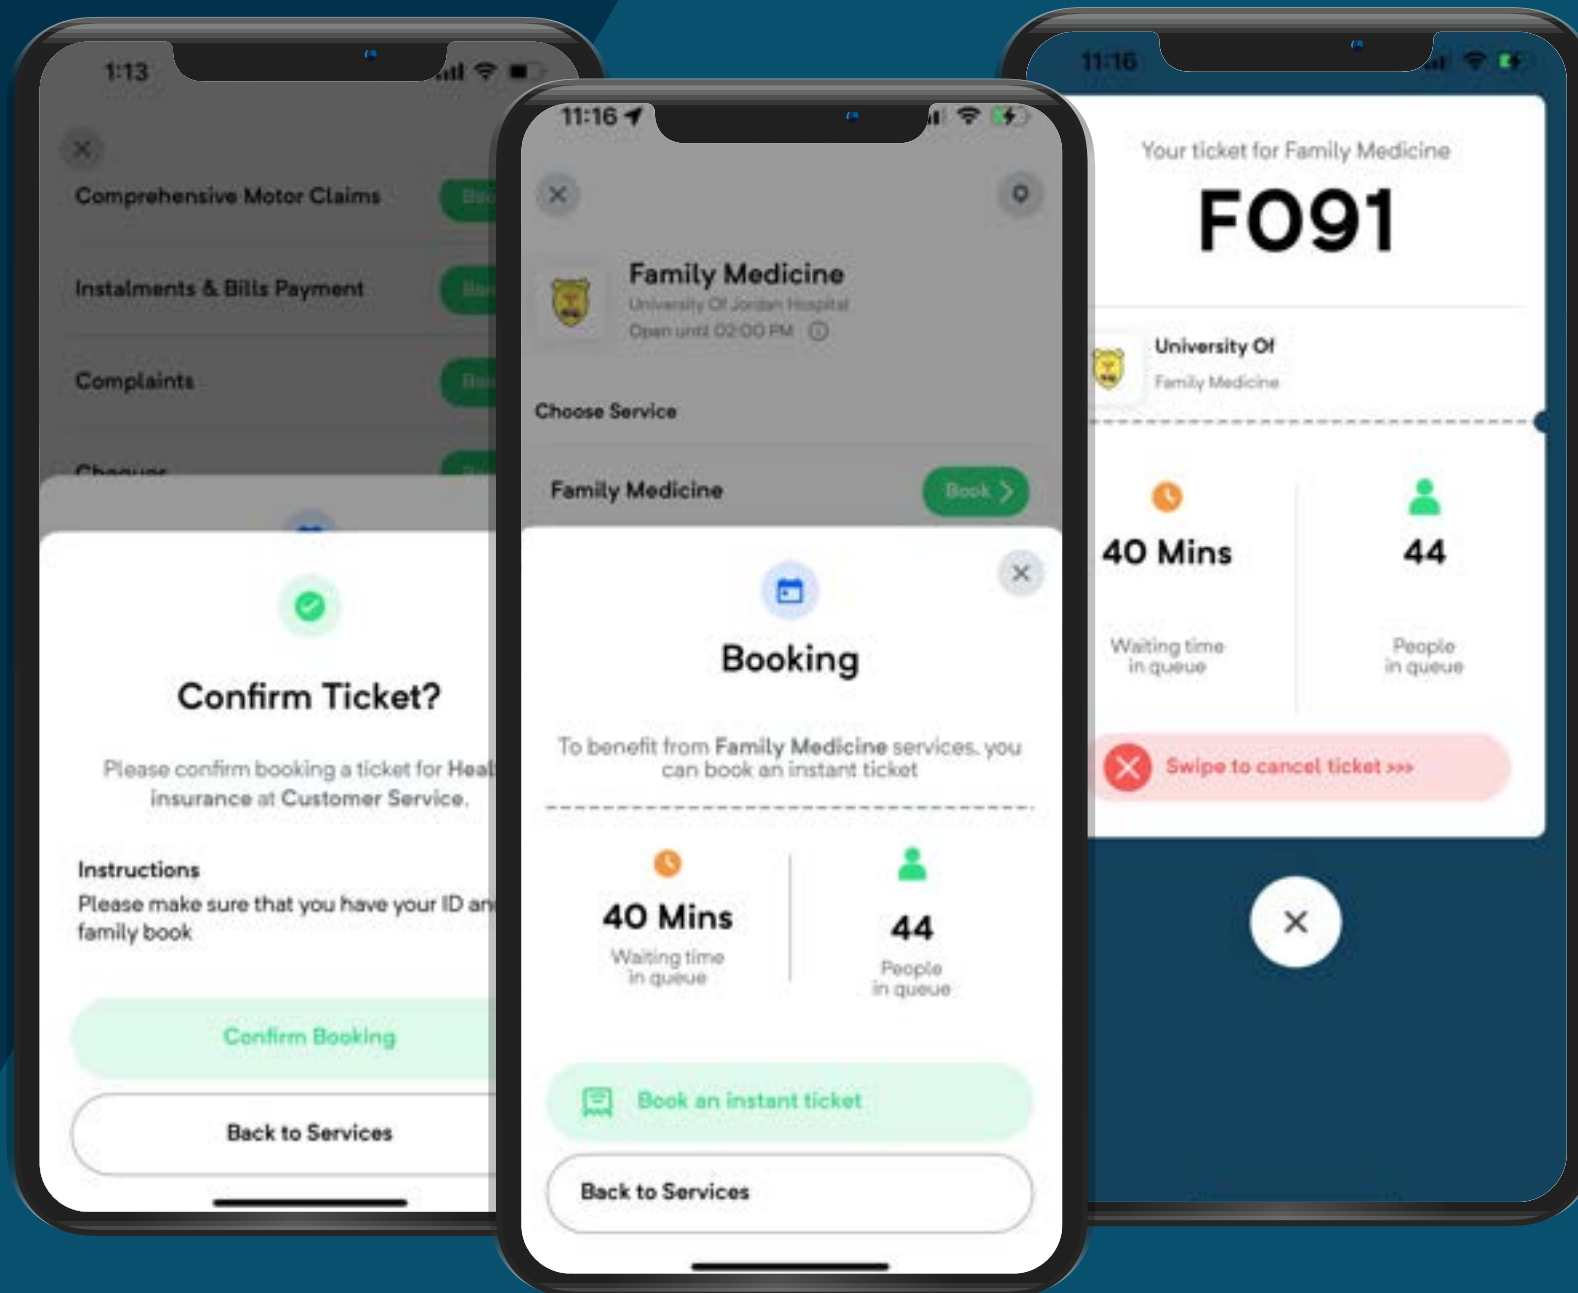 1:13
Comprehensive Motor Claims
Instalments & Bills Payment
Complaints
Cheques
Confirm Ticket?
Please confirm booking a ticket for
insurance at Customer Service.
Instructions
Please make sure that you have your ID
family book
Confirm Booking
Back to Services
11:16
Family Medicine
University Of Jordan Hospital
Open until 02:00 PM
Choose Service
Family Medicine
Book
Booking
To benefit from Family Medicine services, you
can book an instant ticket
40 Mins
Waiting time
in queue
44
People
in queue
Book an instant ticket
Back to Services
11:16
Your ticket for Family Medicine
F091
University Of
Family Medicine
40 Mins
Waiting time
in queue
44
People
in queue
Swipe to cancel ticket >>>